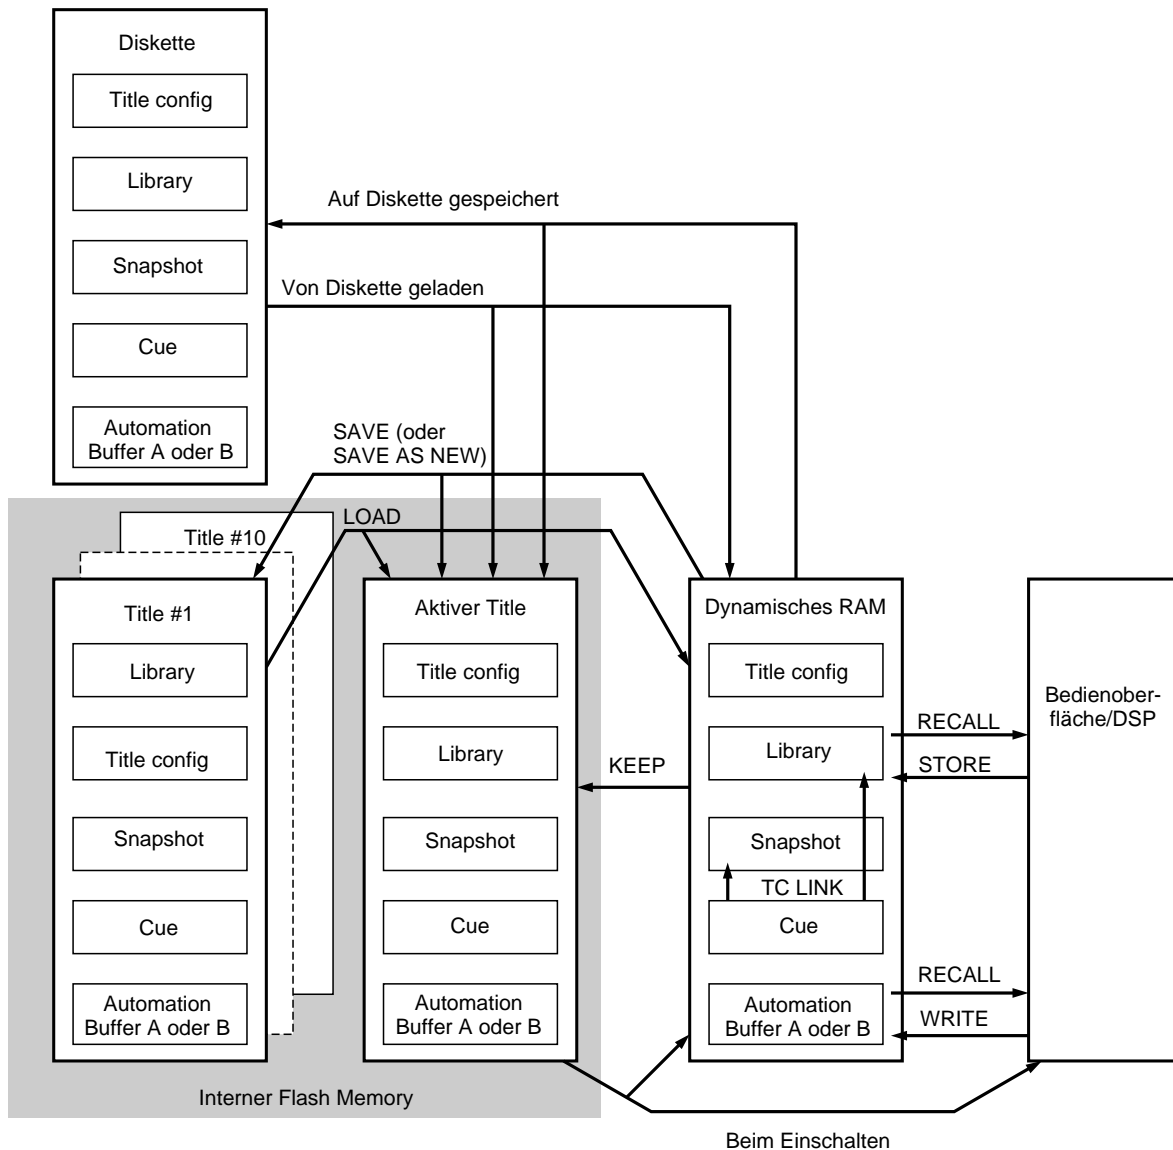 Diskette
Title config
Library
Snapshot
Cue
Automation
Buffer A oder B
Auf Diskette gespeichert
Von Diskette geladen
SAVE (oder
SAVE AS NEW)
LOAD
Title #10
Title #1
Library
Title config
Snapshot
Cue
Automation
Buffer A oder B
Aktiver Title
Title config
Library
Snapshot
Cue
Automation
Buffer A oder B
KEEP
Dynamisches RAM
Title config
Library
Snapshot
TC LINK
Cue
Automation
Buffer A oder B
RECALL
STORE
RECALL
WRITE
Bedienober-
fläche/DSP
Interner Flash Memory
Beim Einschalten